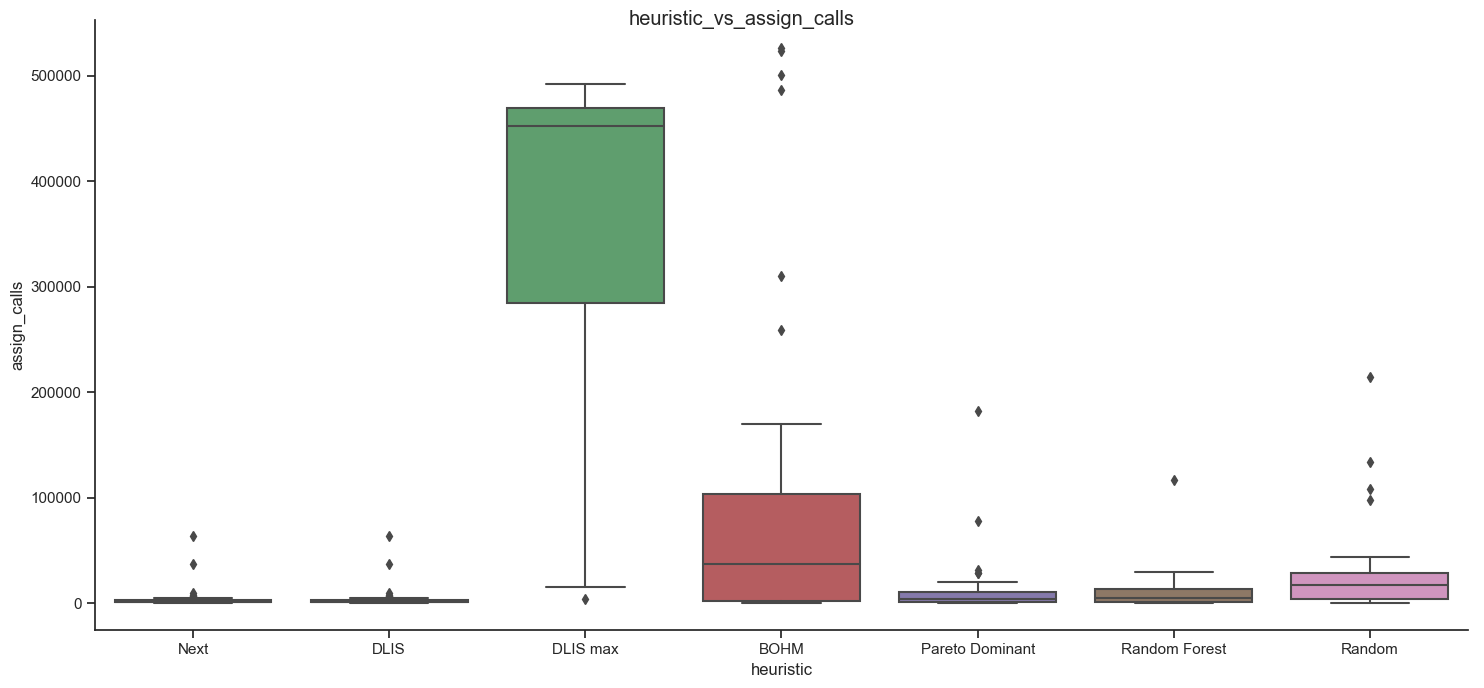 heuristic_vs_assign_calls
500000
400000
300000
200000
100000
0
assign_calls
Next DLIS DLIS max BOHM Pareto Dominant Random Forest Random
heuristic